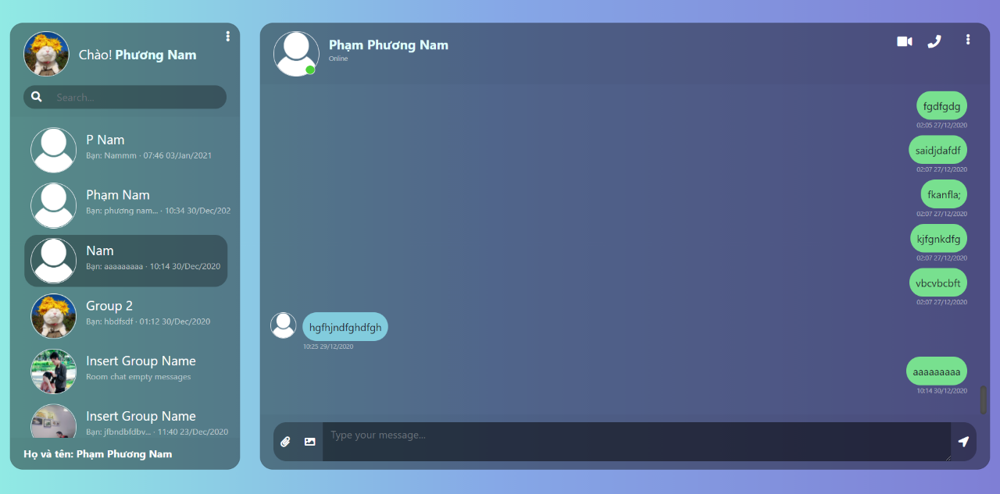 Chào! Phương Nam
Search...
P Nam
Bạn: Nammm · 07:46 03/Jan/2021
Phạm Nam
Bạn: phương nam... · 10:34 30/Dec/202
Nam
Bạn: aaaaaaaaa · 10:14 30/Dec/2020
Group 2
Bạn: hbdfsdf · 01:12 30/Dec/2020
Insert Group Name
Room chat empty messages
Insert Group Name
Bạn: jfbndbfdbv... · 11:40 23/Dec/2020
Họ và tên: Phạm Phương Nam
Phạm Phương Nam
Online
fgdfgdg
02:05 27/12/2020
saidjdafdf
02:07 27/12/2020
fkanfla;
02:07 27/12/2020
kjfgnkdfg
02:07 27/12/2020
vbcvbcbft
02:07 27/12/2020
hgfhjndfghdfgh
10:25 29/12/2020
aaaaaaaaa
10:14 30/12/2020
Type your message...